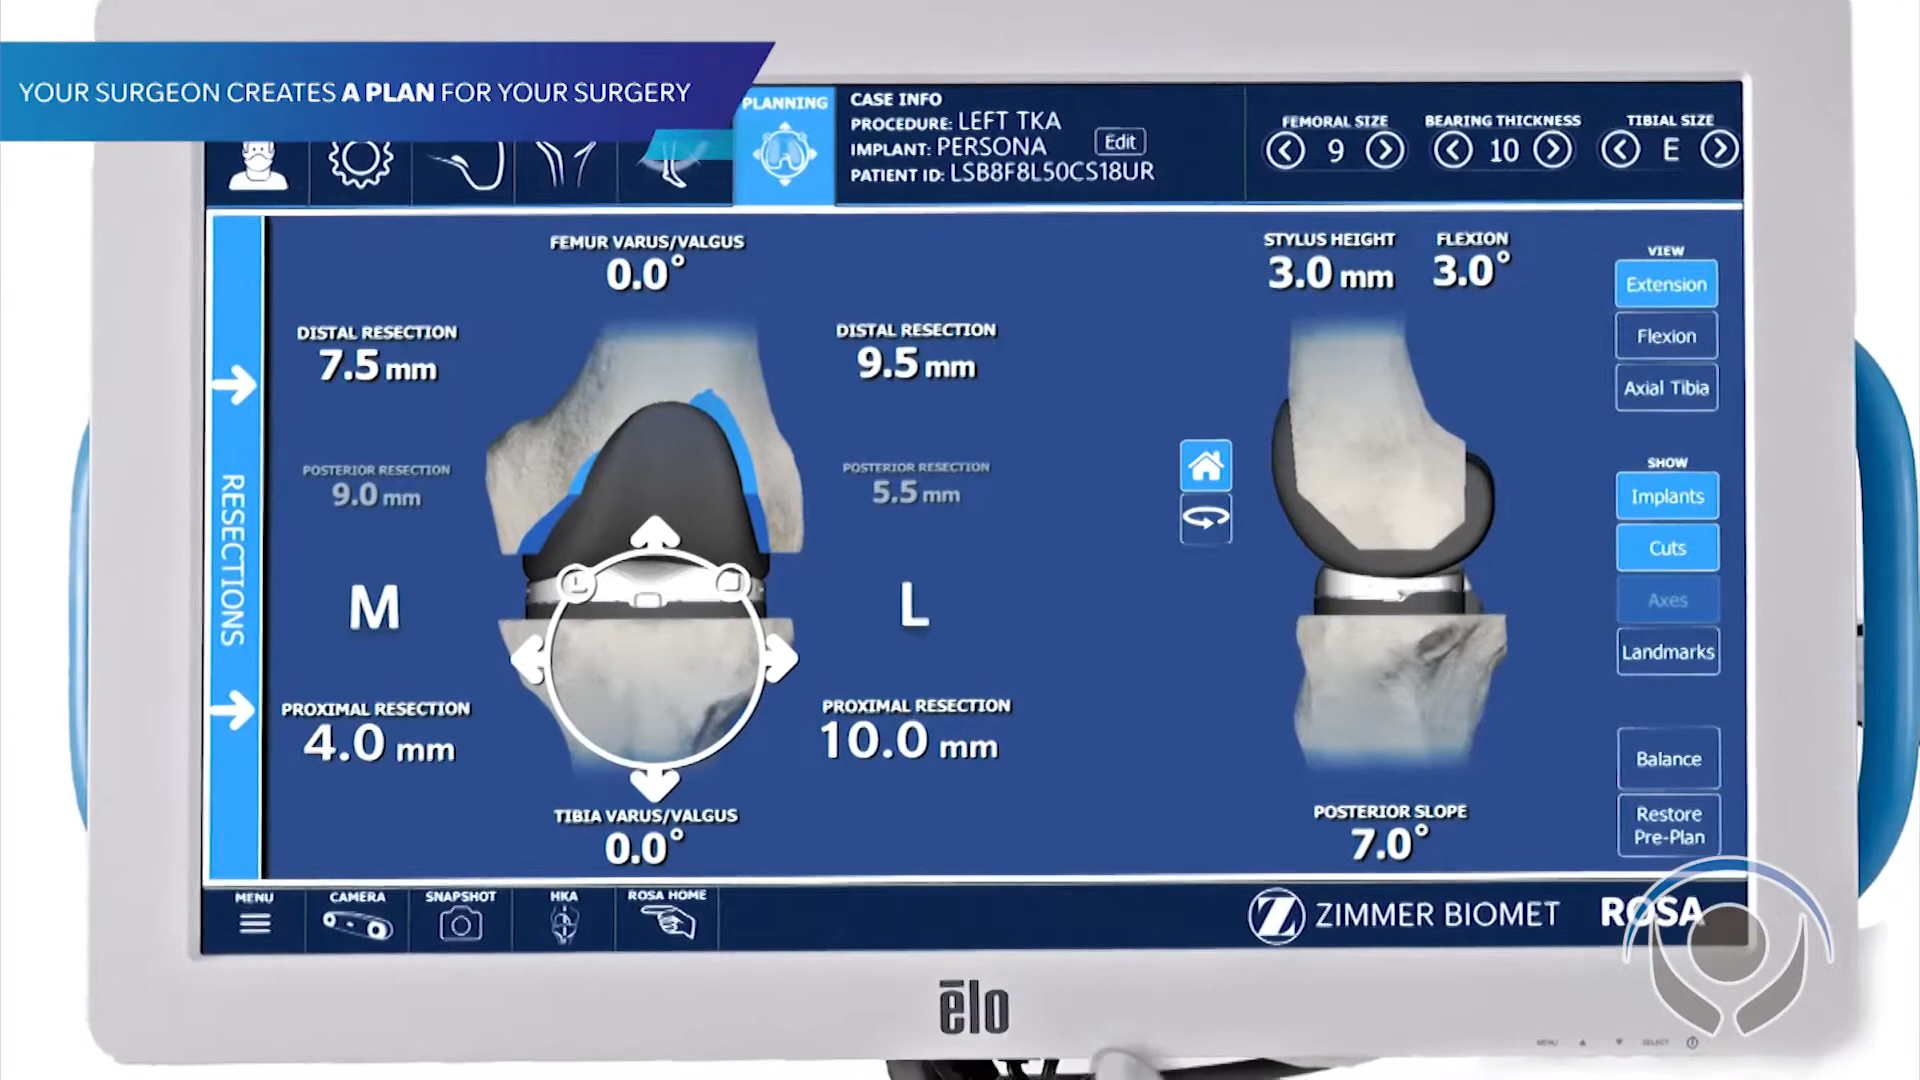 YOUR SURGEON CREATES A PLAN FOR YOUR SURGERY
PLANNING
CASE INFO
PROCEDURE: LEFT TKA
IMPLANT: PERSONA
Edit
PATIENT ID: LSB8F8L50CS18UR
FEMORAL SIZE
9
BEARING THICKNESS
10
TIBIAL SIZE
E
RESECTIONS
FEMUR VARUS/VALGUS
0.0°
DISTAL RESECTION
7.5 mm
DISTAL RESECTION
9.5 mm
POSTERIOR RESECTION
9.0 mm
POSTERIOR RESECTION
5.5 mm
M
L
PROXIMAL RESECTION
4.0 mm
PROXIMAL RESECTION
10.0 mm
TIBIA VARUS/VALGUS
0.0°
STYLUS HEIGHT
3.0 mm
FLEXION
3.0°
POSTERIOR SLOPE
7.0°
VIEW
Extension
Flexion
Axial Tibia
SHOW
Implants
Cuts
Axes
Landmarks
Balance
Restore
Pre-Plan
MENU
CAMERA
SNAPSHOT
HKA
ROSA HOME
Z ZIMMER BIOMET
ROSA
elo
MENU
SELECT